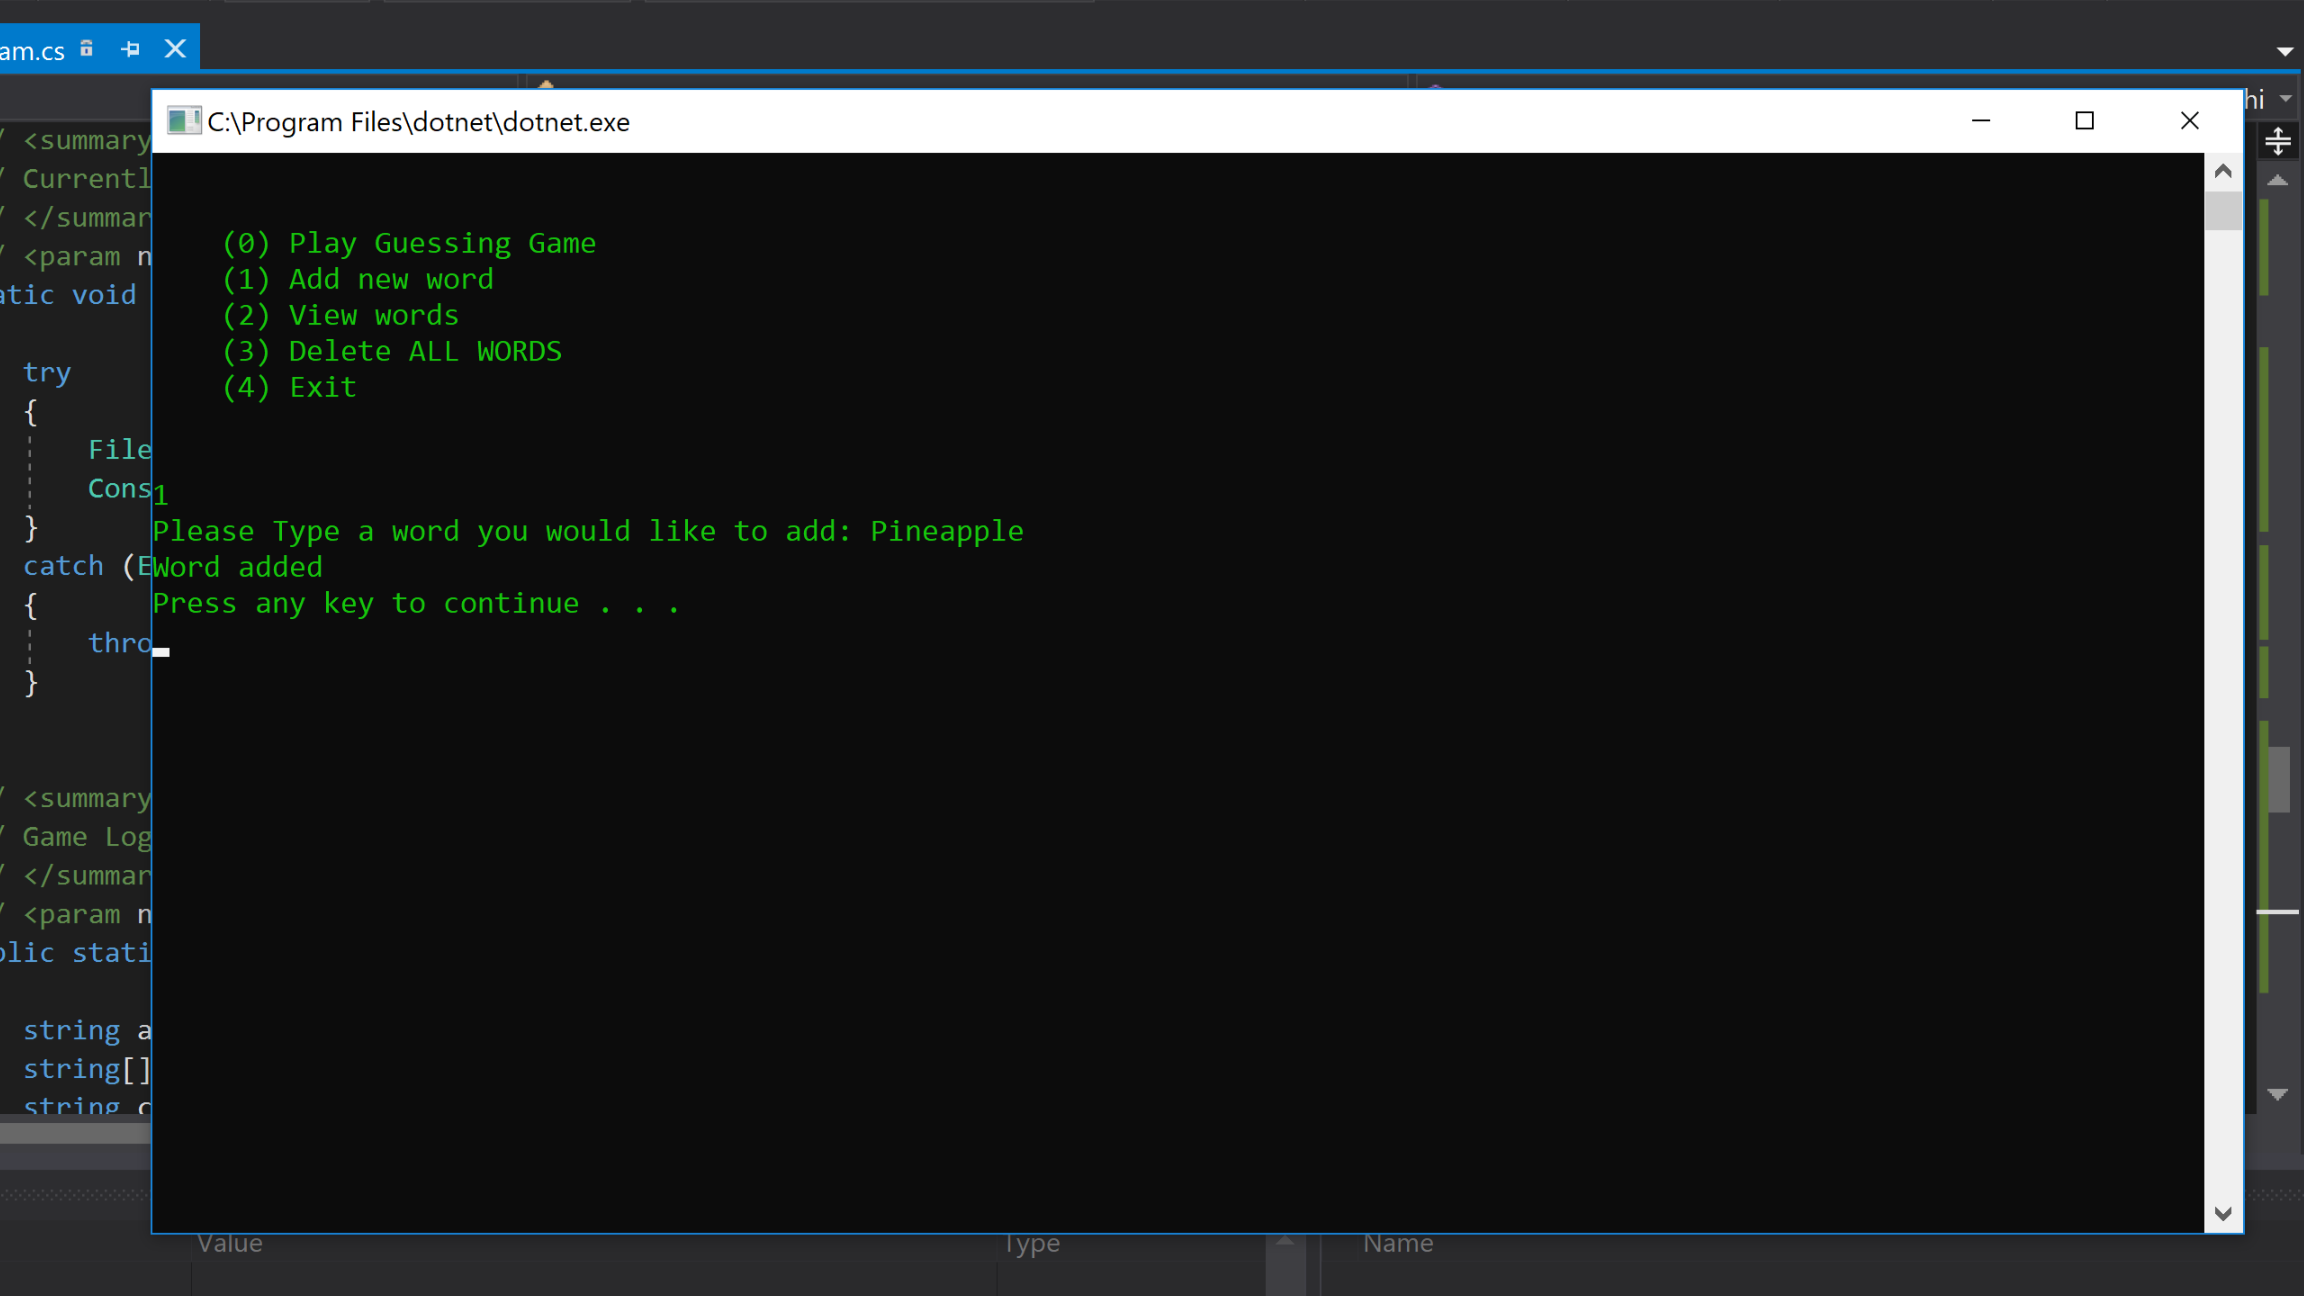 am.cs
C:\Program Files\dotnet\dotnet.exe
hi
(0) Play Guessing Game
(1) Add new word
(2) View words
(3) Delete ALL WORDS
(4) Exit
1
Please Type a word you would like to add: Pineapple
Word added
Press any key to continue . . .
/ <summary
/ Currentl
/ </summar
/ <param n
atic void
try
{
File
Cons
}
catch (E
{
thro
}
/ <summary
/ Game Log
/ </summar
/ <param n
olic stati
string a
string[]
string c
Value
Type
Name